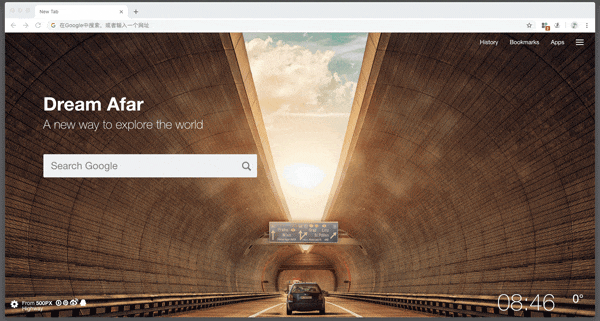 New Tab
在Google中搜索，或者输入一个网址
History Bookmarks Apps
Dream Afar
A new way to explore the world
Search Google
From 500PX
Highway
08:46 0°